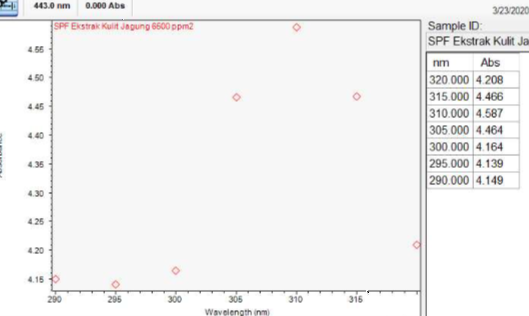 443.0 nm 0.000 Abs
3/23/2020
SPF Ekstrak Kulit Jagung 6600 ppm2
4.55
4.50
4.45
4.40
4.35
4.30
4.25
4.20
4.15
290 295 300 305 310 315
Wavelength (nm)
Sample ID:
SPF Ekstrak Kulit Ja
nm Abs
320.000 4.208
315.000 4.466
310.000 4.587
305.000 4.464
300.000 4.164
295.000 4.139
290.000 4.149